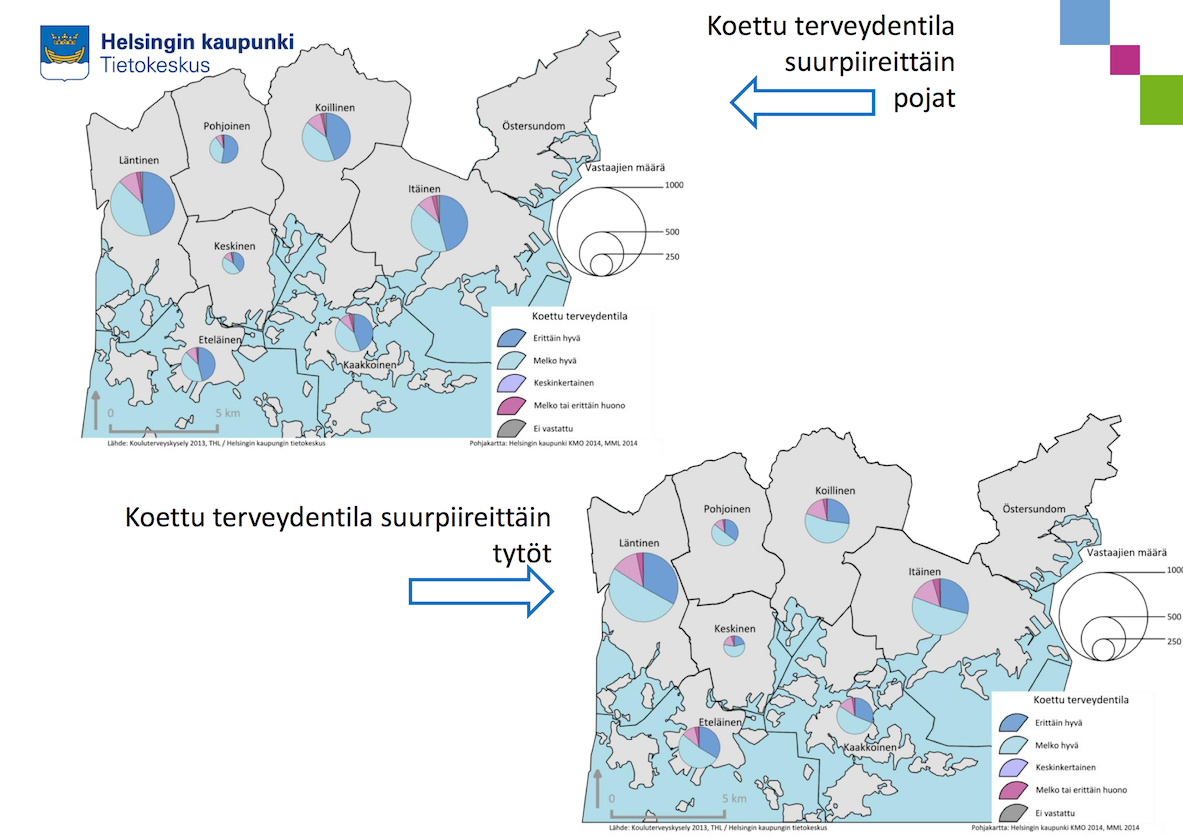 Helsingin kaupunki
Tietokeskus
Koettu terveydentila
suurpiireittäin
pojat
Koillinen
Pohjoinen
Östersundom
Läntinen
Vastaajien määrä
1000
Itäinen
500
Keskinen
250
Koettu terveydentila
Erittäin hyvä
Eteläinen
Melko hyvä
Kaakkoinen
Keskinkertainen
Melko tai erittäin huono
0 5 km
Ei vastattu
Lähde: Kouluterveyskysely 2013, THL / Helsingin kaupungin tietokeskus
Pohjakartta: Helsingin kaupunki KMO 2014, MML 2014
Koettu terveydentila suurpiireittäin
tytöt
Koillinen
Pohjoinen
Östersundom
Läntinen
Vastaajien määrä
1000
Itäinen
500
Keskinen
250
Koettu terveydentila
Eteläinen
Erittäin hyvä
Melko hyvä
Kaakkoinen
Keskinkertainen
Melko tai erittäin huono
0 5 km
Ei vastattu
Lähde: Kouluterveyskysely 2013, THL / Helsingin kaupungin tietokeskus
Pohjakartta: Helsingin kaupunki KMO 2014, MML 2014